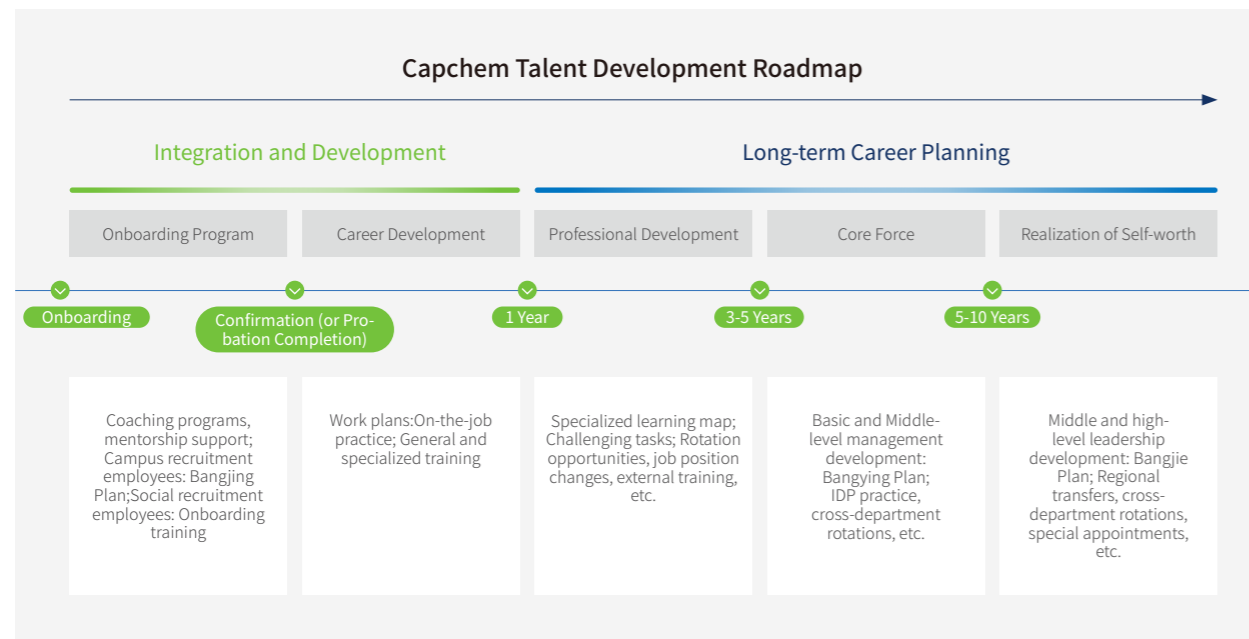 Capchem Talent Development Roadmap
Integration and Development
Long-term Career Planning
Onboarding Program
Career Development
Professional Development
Core Force
Realization of Self-worth
Onboarding
Confirmation (or Pro-
bation Completion)
1 Year
3-5 Years
5-10 Years
Coaching programs,
mentorship support;
Campus recruitment
employees: Bangjing
Plan;Social recruitment
employees: Onboarding
training
Work plans:On-the-job
practice; General and
specialized training
Specialized learning map;
Challenging tasks; Rotation
opportunities, job position
changes, external training,
etc.
Basic and Middle-
level management
development:
Bangying Plan;
IDP practice,
cross-department
rotations, etc.
Middle and high-
level leadership
development: Bangjie
Plan; Regional
transfers, cross-
department rotations,
special appointments,
etc.